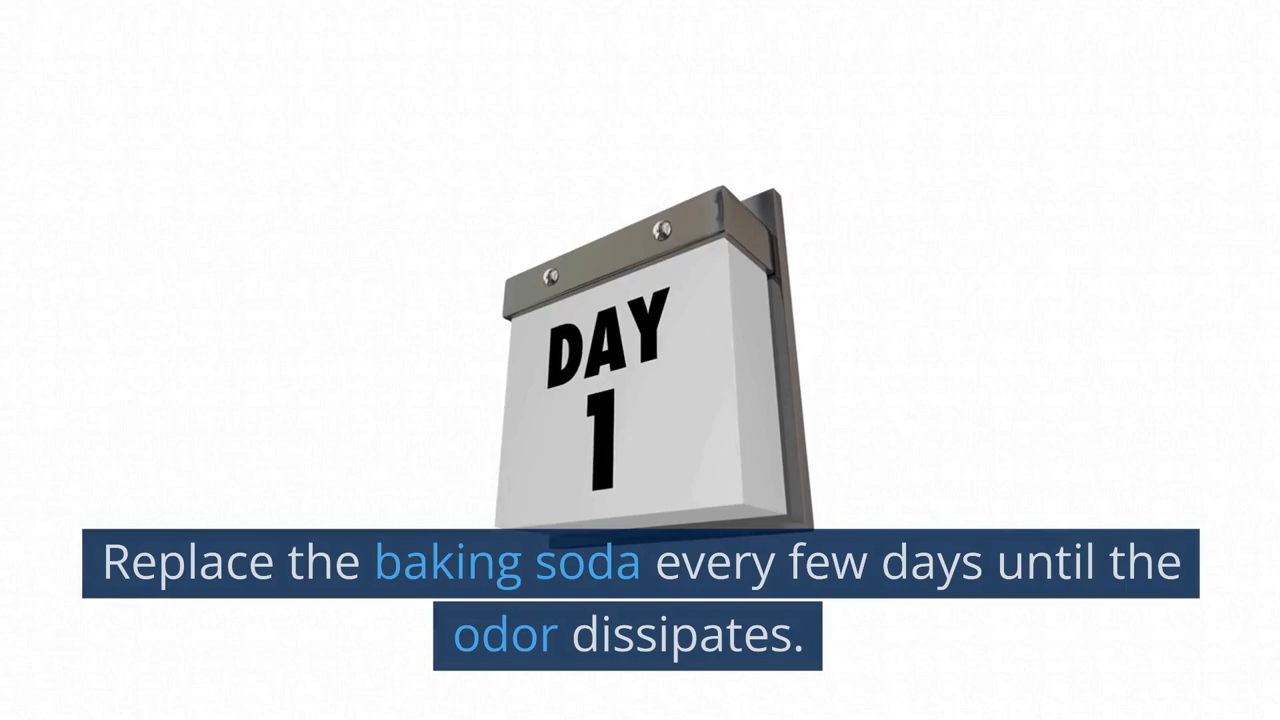 DAY
1
Replace the baking soda every few days until the
odor dissipates.